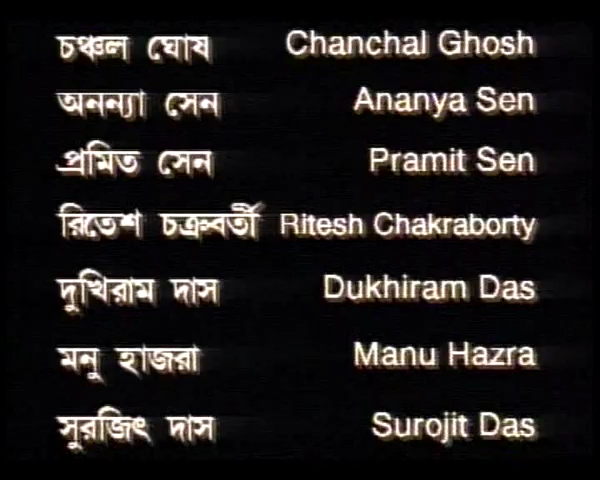 চঞ্চল ঘোষ Chanchal Ghosh
অনন্যা সেন Ananya Sen
প্রমিত সেন Pramit Sen
রিতেশ চক্রবর্তী Ritesh Chakraborty
দুখিরাম দাস Dukhiram Das
মনু হাজরা Manu Hazra
সুরজিৎ দাস Surojit Das